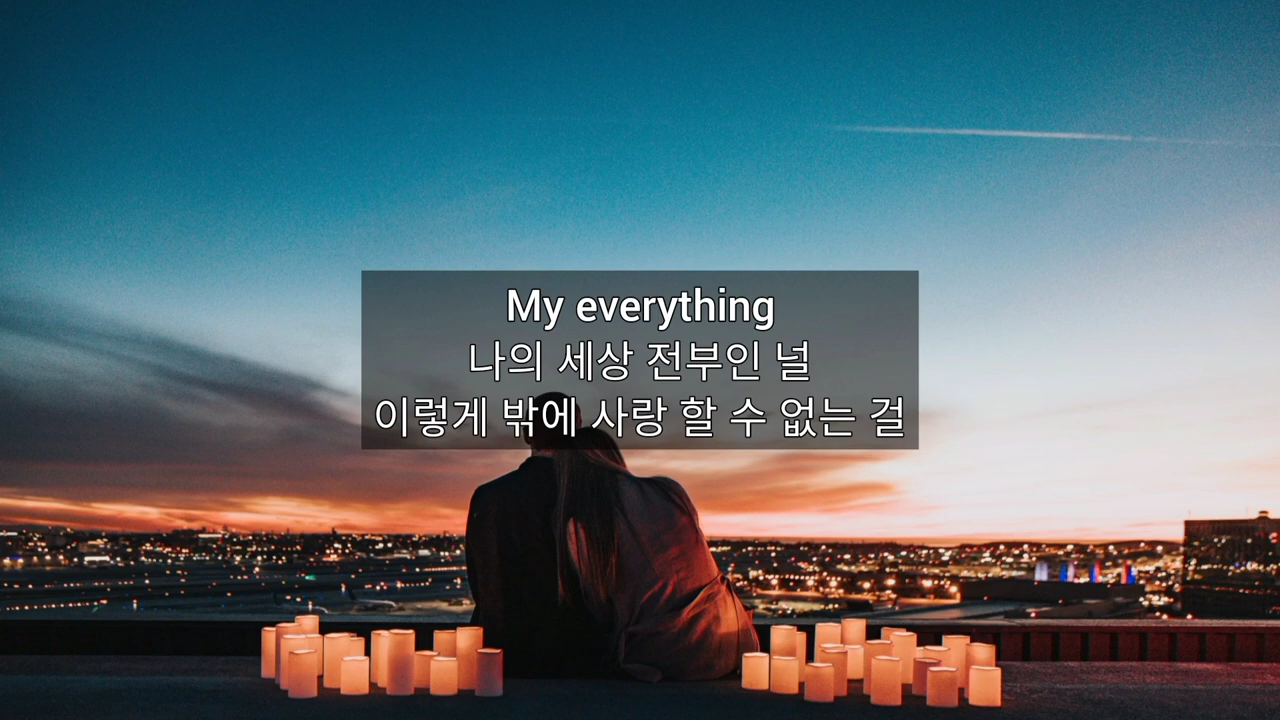 My everything
나의 세상 전부인 널
이렇게 밖에 사랑 할 수 없는 걸